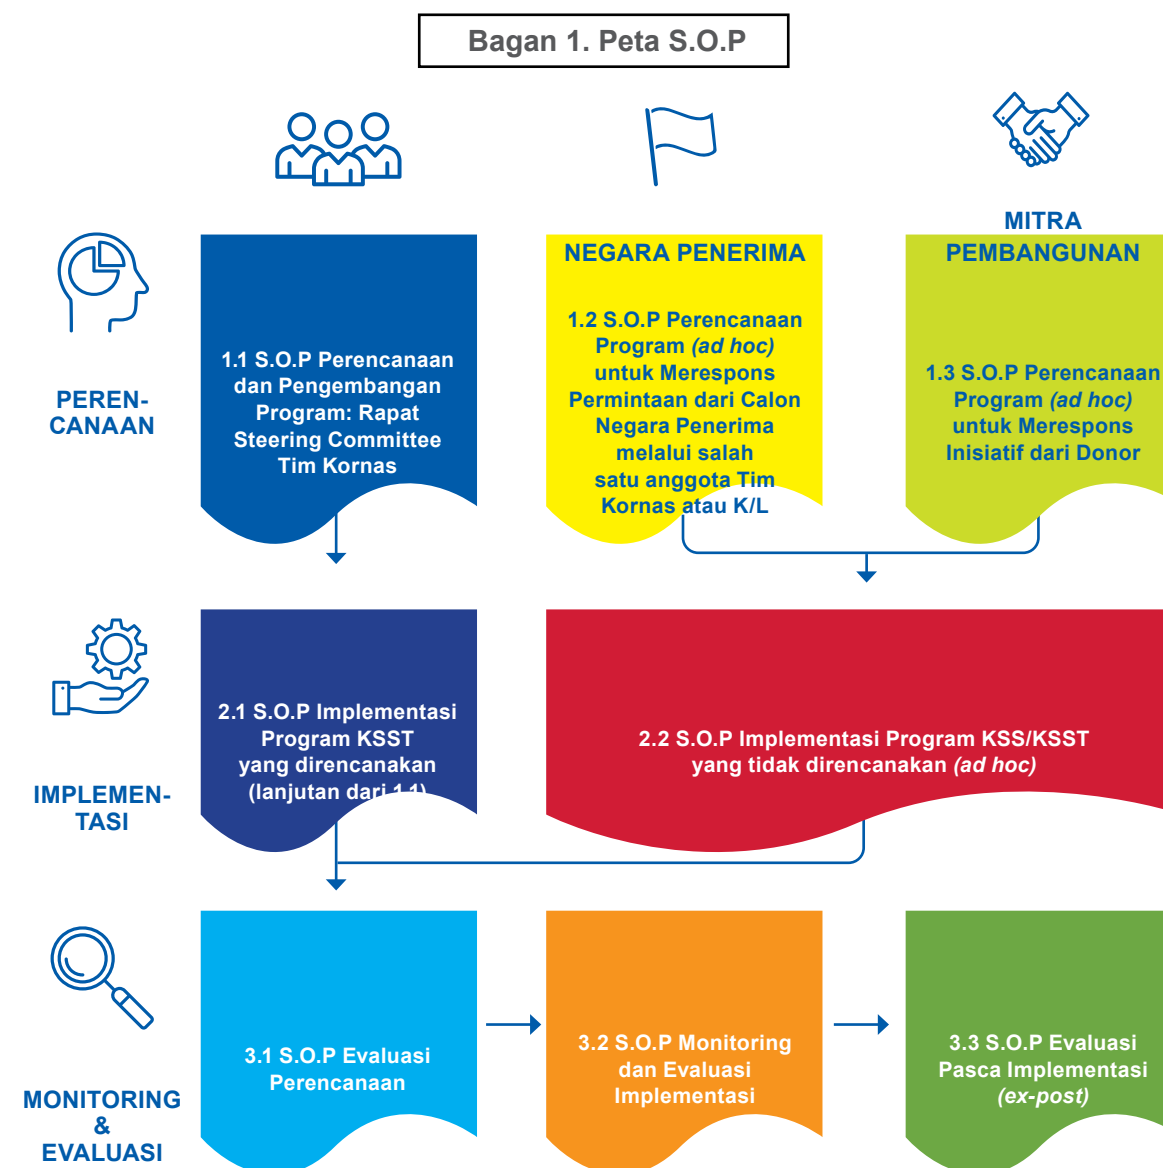 Bagan 1. Peta S.O.P
MITRA
PEMBANGUNAN
NEGARA PENERIMA
PEREN-
CANAAN
1.1 S.O.P Perencanaan
dan Pengembangan
Program: Rapat
Steering Committee
Tim Kornas
1.2 S.O.P Perencanaan
Program (ad hoc)
untuk Merespons
Permintaan dari Calon
Negara Penerima
melalui salah
satu anggota Tim
Kornas atau K/L
1.3 S.O.P Perencanaan
Program (ad hoc)
untuk Merespons
Inisiatif dari Donor
IMPLEMEN-
TASI
2.1 S.O.P Implementasi
Program KSST
yang direncanakan
(lanjutan dari 1.1)
2.2 S.O.P Implementasi Program KSS/KSST
yang tidak direncanakan (ad hoc)
MONITORING
&
EVALUASI
3.1 S.O.P Evaluasi
Perencanaan
3.2 S.O.P Monitoring
dan Evaluasi
Implementasi
3.3 S.O.P Evaluasi
Pasca Implementasi
(ex-post)